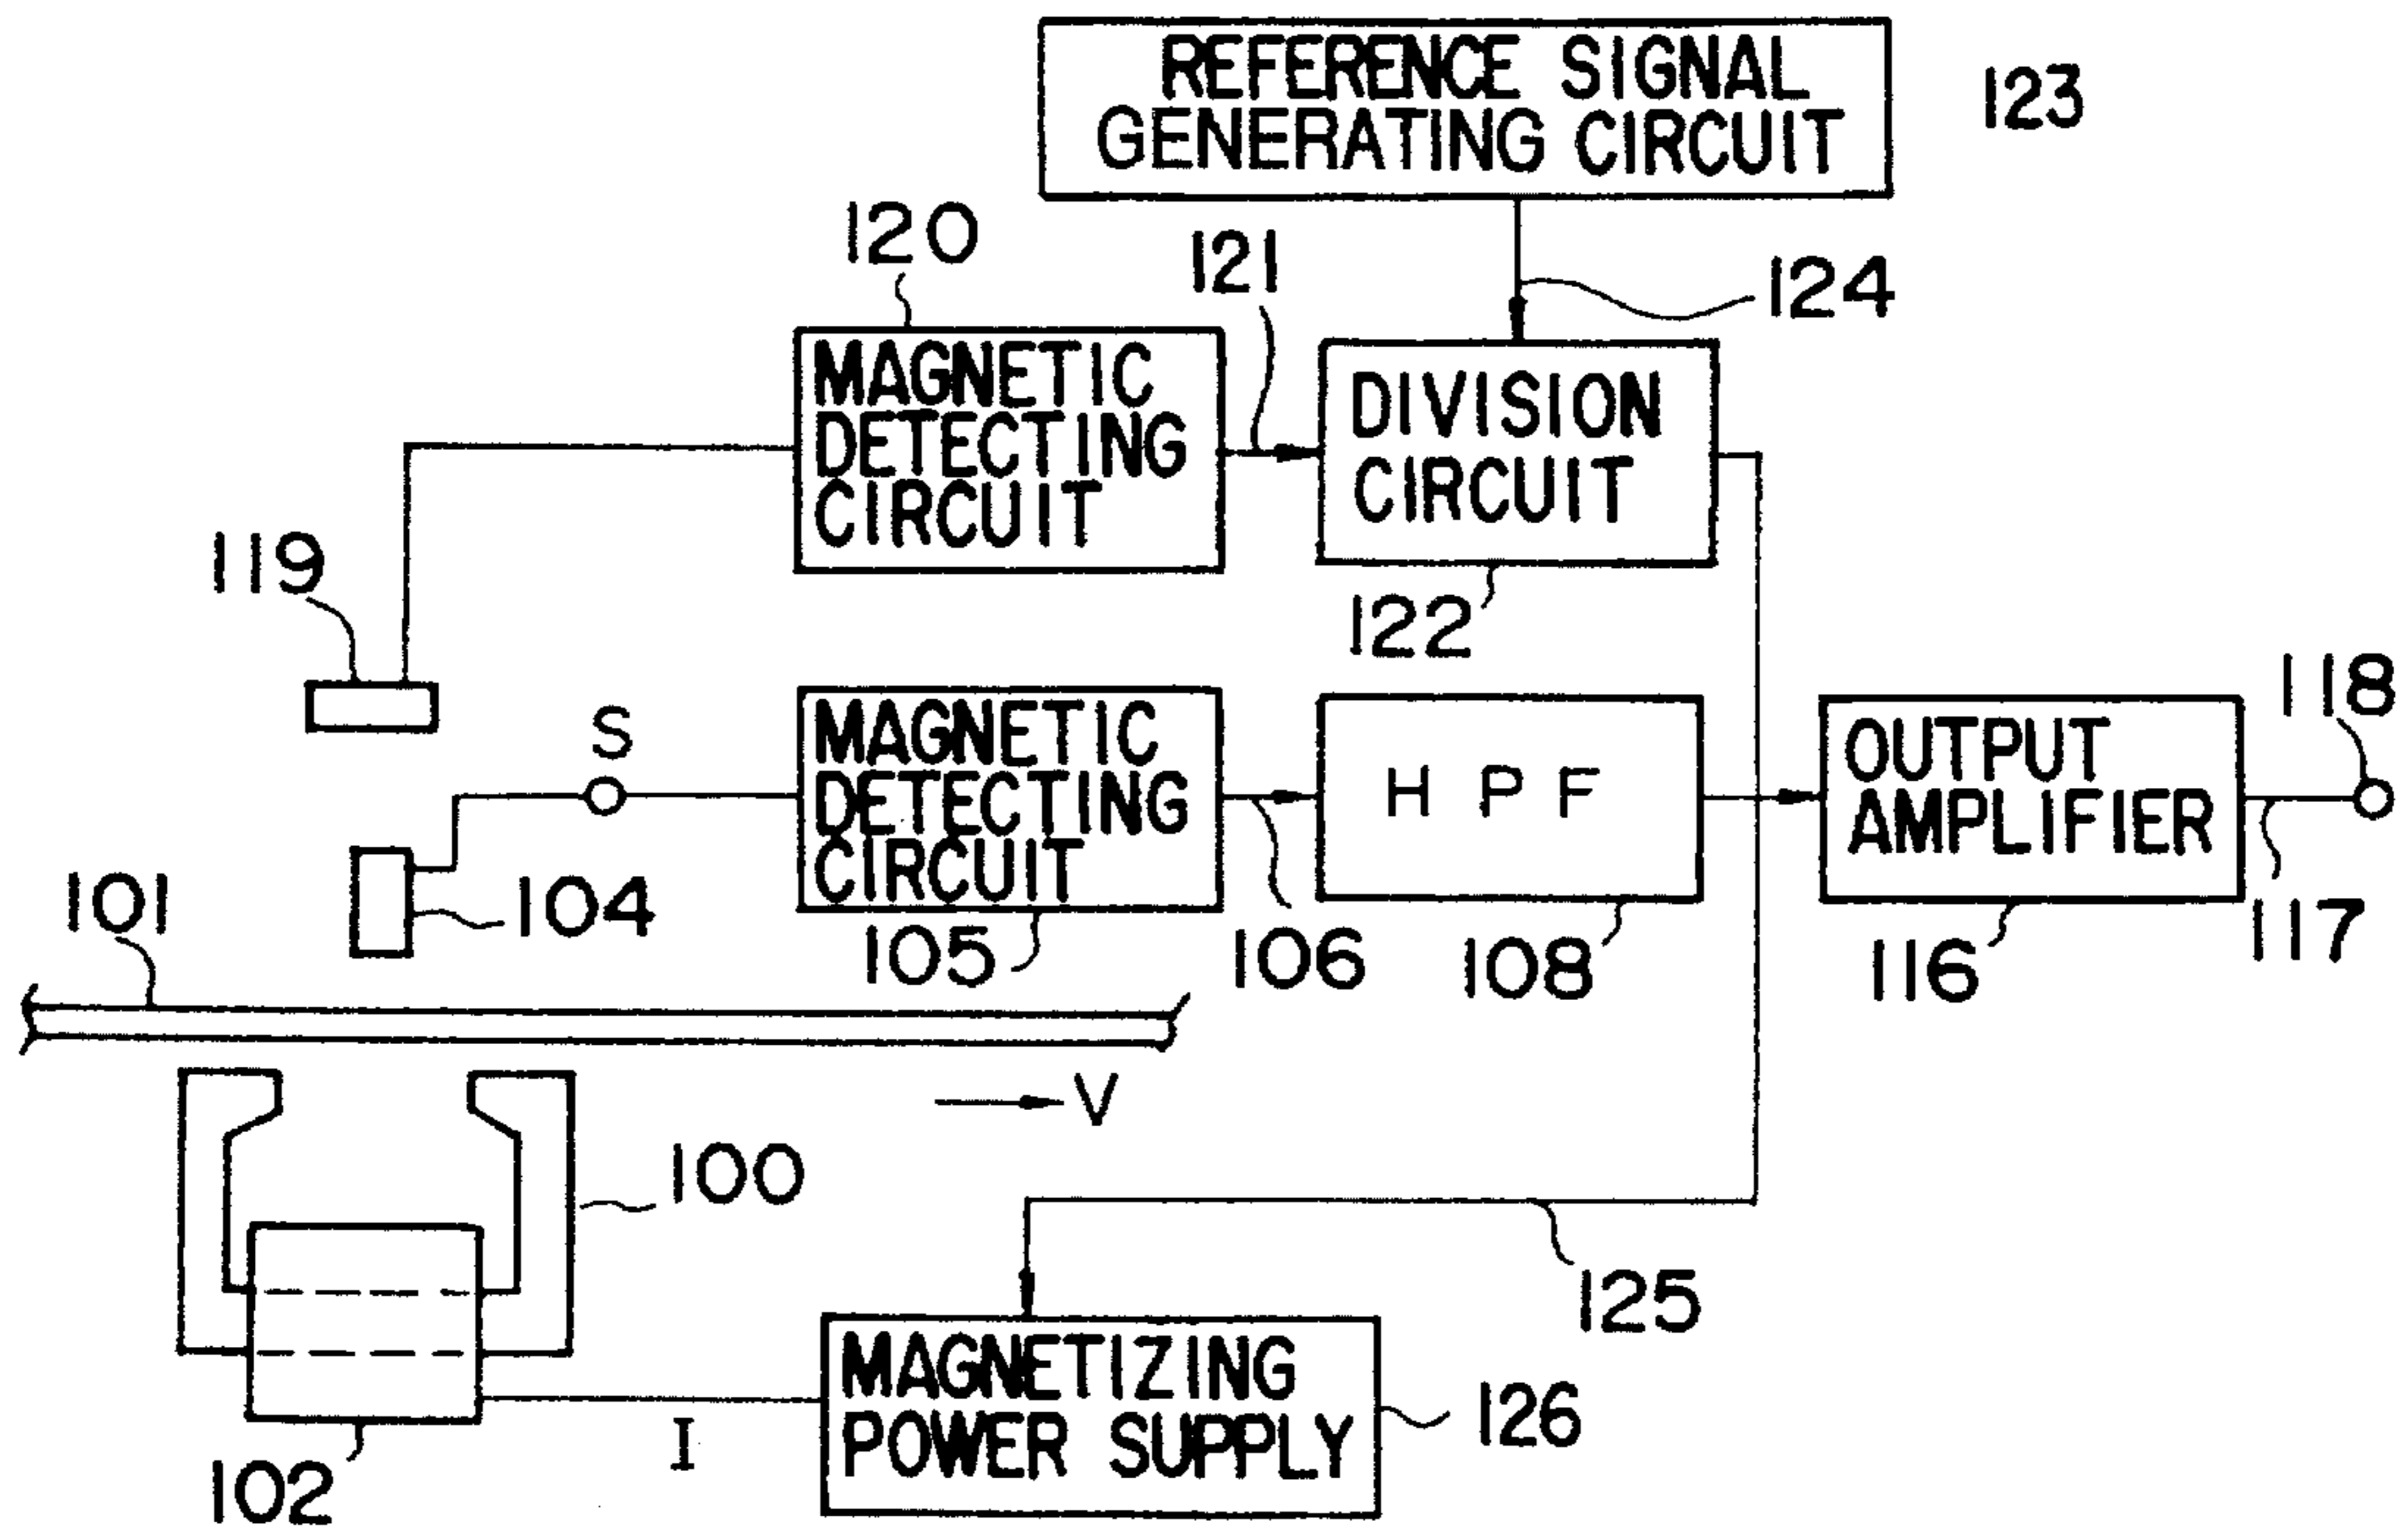 REFERENCE SIGNAL
GENERATING CIRCUIT
123
120
121
124
MAGNETIC
DETECTING
CIRCUIT
DIVISION
CIRCUIT
119
122
118
S
MAGNETIC
DETECTING
CIRCUIT
H P F
OUTPUT
AMPLIFIER
101
104
105
106
108
116
117
V
100
125
MAGNETIZING
POWER SUPPLY
126
I
102